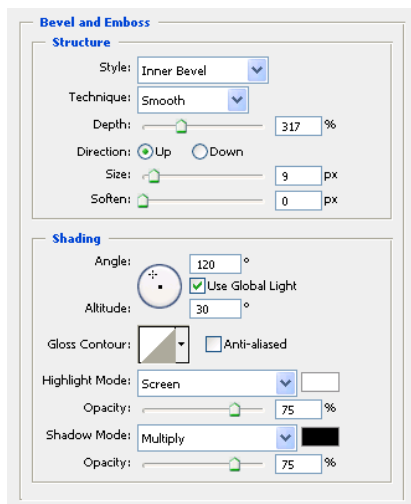 Bevel and Emboss
Structure
Style: Inner Bevel
Technique: Smooth
Depth: 317 %
Direction: Up Down
Size: 9 px
Soften: 0 px
Shading
Angle: 120 °
Use Global Light
Altitude: 30 °
Gloss Contour: Anti-aliased
Highlight Mode: Screen
Opacity: 75 %
Shadow Mode: Multiply
Opacity: 75 %